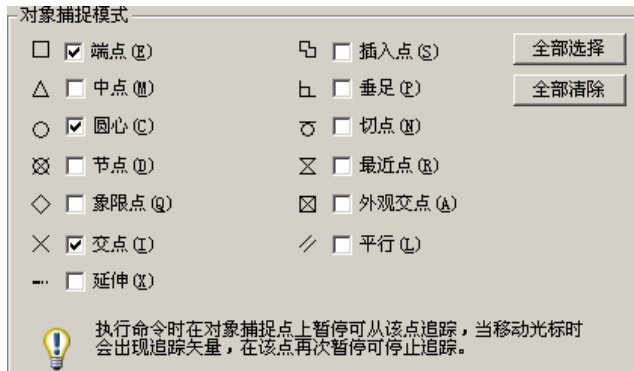 对象捕捉模式
端点(E)
插入点(S)
全部选择
中点(M)
垂足(P)
全部清除
圆心(C)
切点(N)
节点(D)
最近点(R)
象限点(Q)
外观交点(A)
交点(I)
平行(L)
延伸(X)
执行命令时在对象捕捉点上暂停可从该点追踪，当移动光标时
会出现追踪矢量，在该点再次暂停可停止追踪。